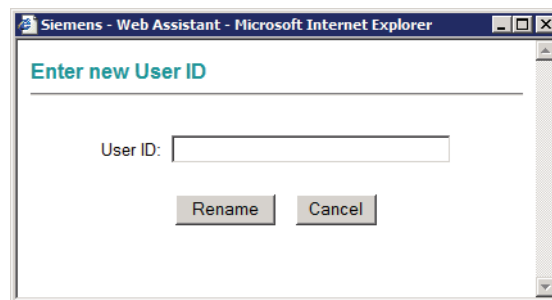 Siemens - Web Assistant - Microsoft Internet Explorer
Enter new User ID
User ID:
Rename Cancel